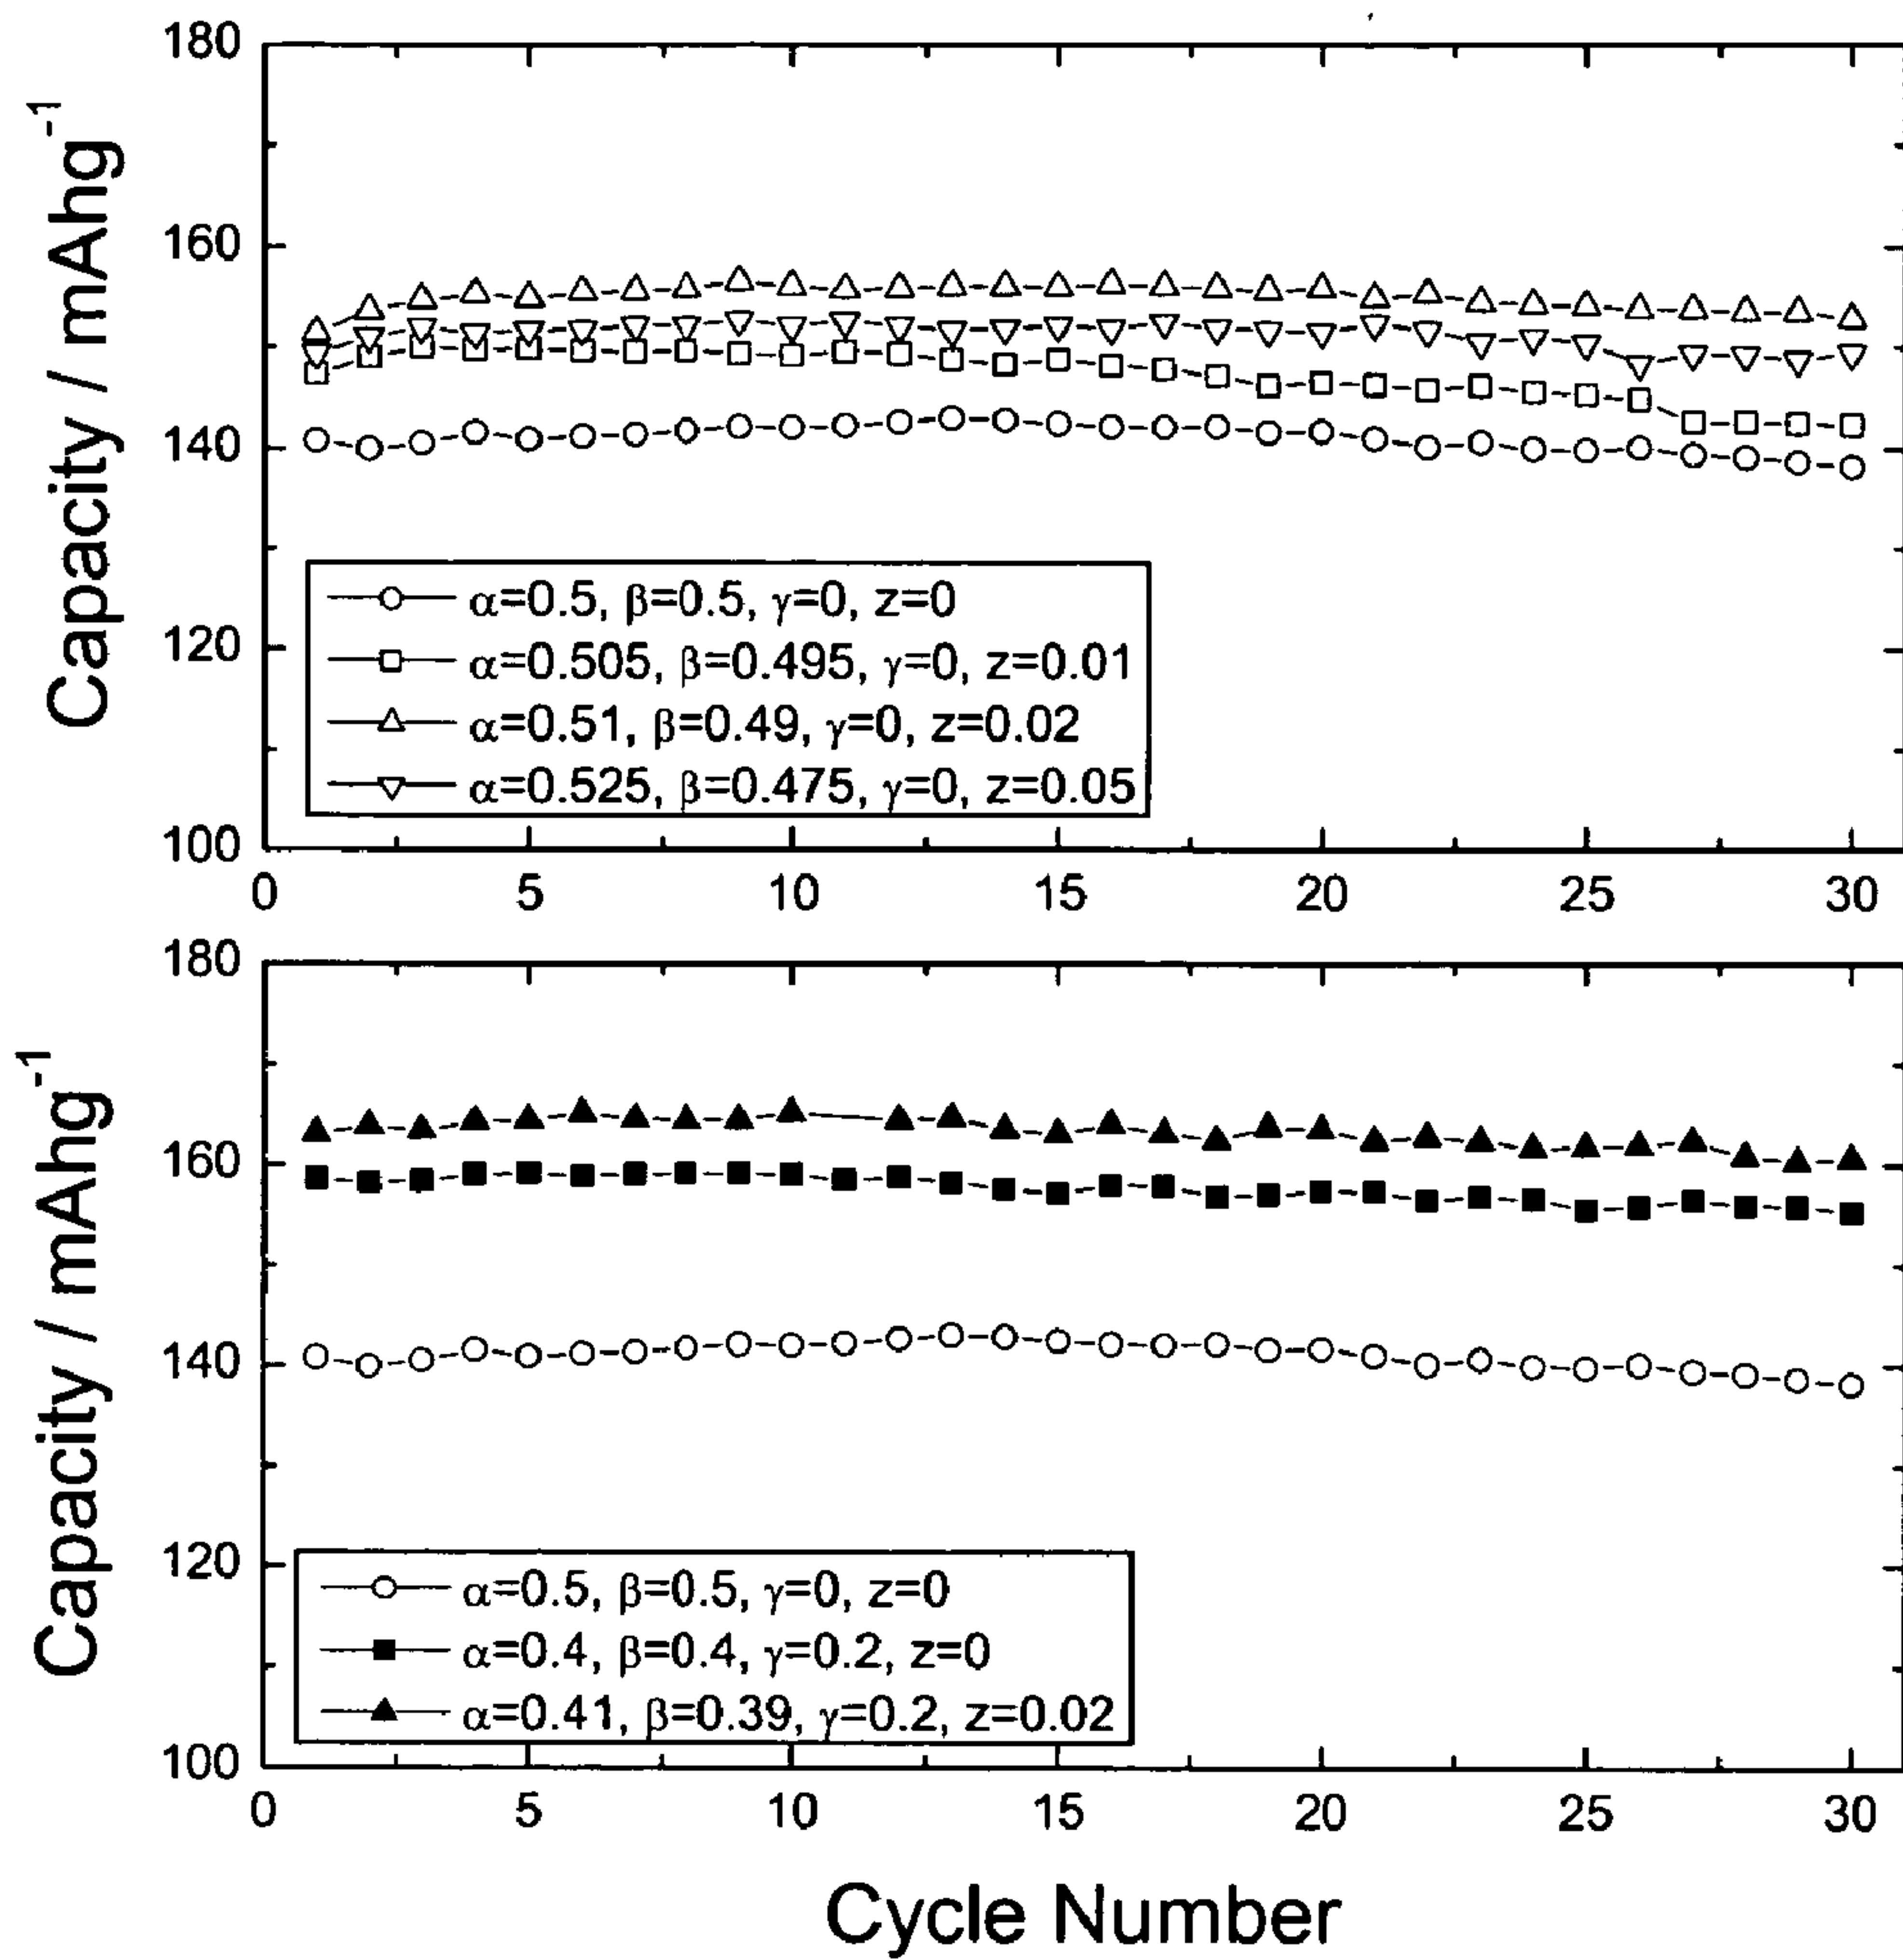 180
160
140
120
100
Capacity / mAhg⁻¹
α=0.5, β=0.5, γ=0, z=0
α=0.505, β=0.495, γ=0, z=0.01
α=0.51, β=0.49, γ=0, z=0.02
α=0.525, β=0.475, γ=0, z=0.05
0 5 10 15 20 25 30
180
160
140
120
100
Capacity / mAhg⁻¹
α=0.5, β=0.5, γ=0, z=0
α=0.4, β=0.4, γ=0.2, z=0
α=0.41, β=0.39, γ=0.2, z=0.02
0 5 10 15 20 25 30
Cycle Number